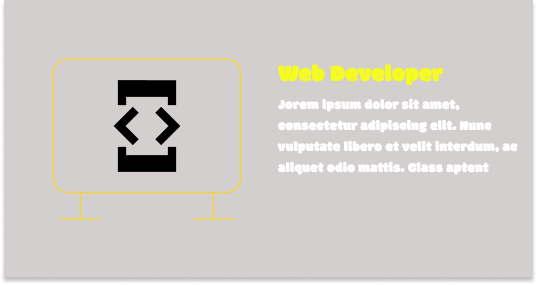 Web Developer
Jorem ipsum dolor sit amet,
consectetur adipiscing elit. Nunc
vulputate libero et velit interdum, ac
aliquet odio mattis. Class aptent